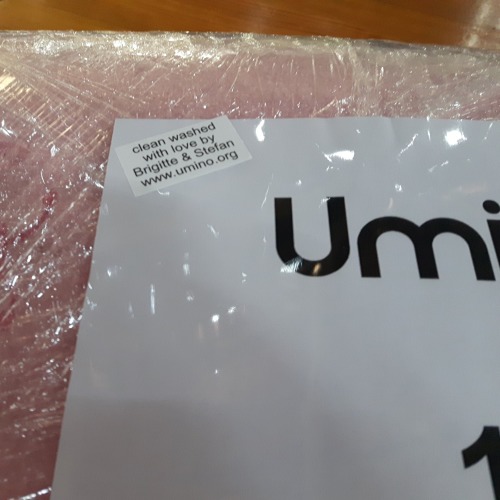 clean washed
with love by
Brigitte & Stefan
www.umino.org
Umi
1